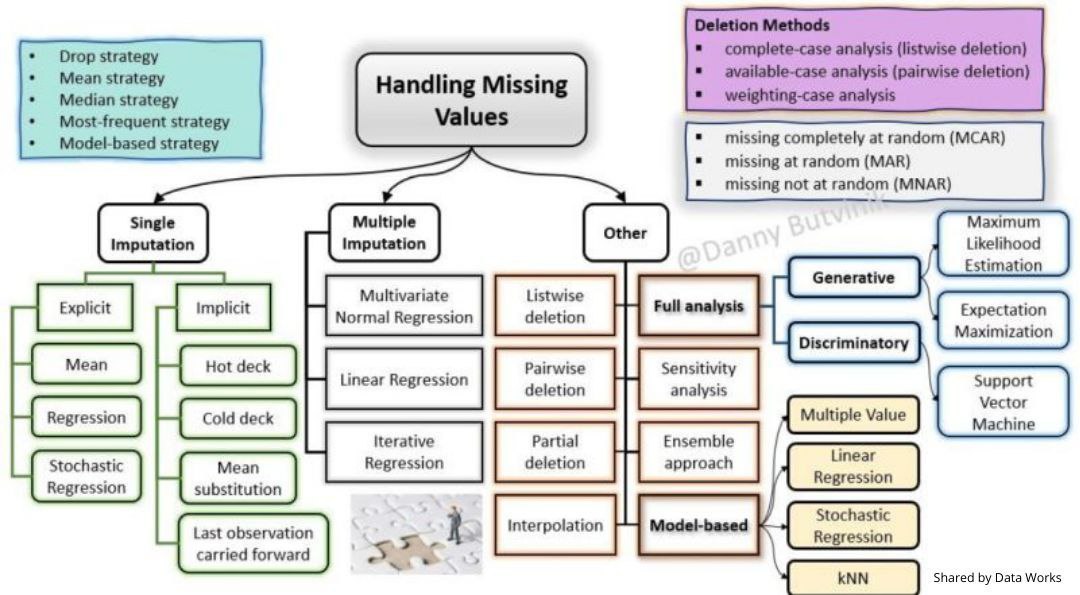 • Drop strategy
• Mean strategy
• Median strategy
• Most-frequent strategy
• Model-based strategy
Handling Missing
Values
Deletion Methods
▪ complete-case analysis (listwise deletion)
▪ available-case analysis (pairwise deletion)
▪ weighting-case analysis
▪ missing completely at random (MCAR)
▪ missing at random (MAR)
▪ missing not at random (MNAR)
@Danny Butvinik
Single
Imputation
Explicit
Mean
Regression
Stochastic
Regression
Implicit
Hot deck
Cold deck
Mean
substitution
Last observation
carried forward
Multiple
Imputation
Multivariate
Normal Regression
Linear Regression
Iterative
Regression
Other
Listwise
deletion
Pairwise
deletion
Partial
deletion
Interpolation
Full analysis
Sensitivity
analysis
Ensemble
approach
Model-based
Generative
Discriminatory
Maximum
Likelihood
Estimation
Expectation
Maximization
Support
Vector
Machine
Multiple Value
Linear
Regression
Stochastic
Regression
kNN
Shared by Data Works